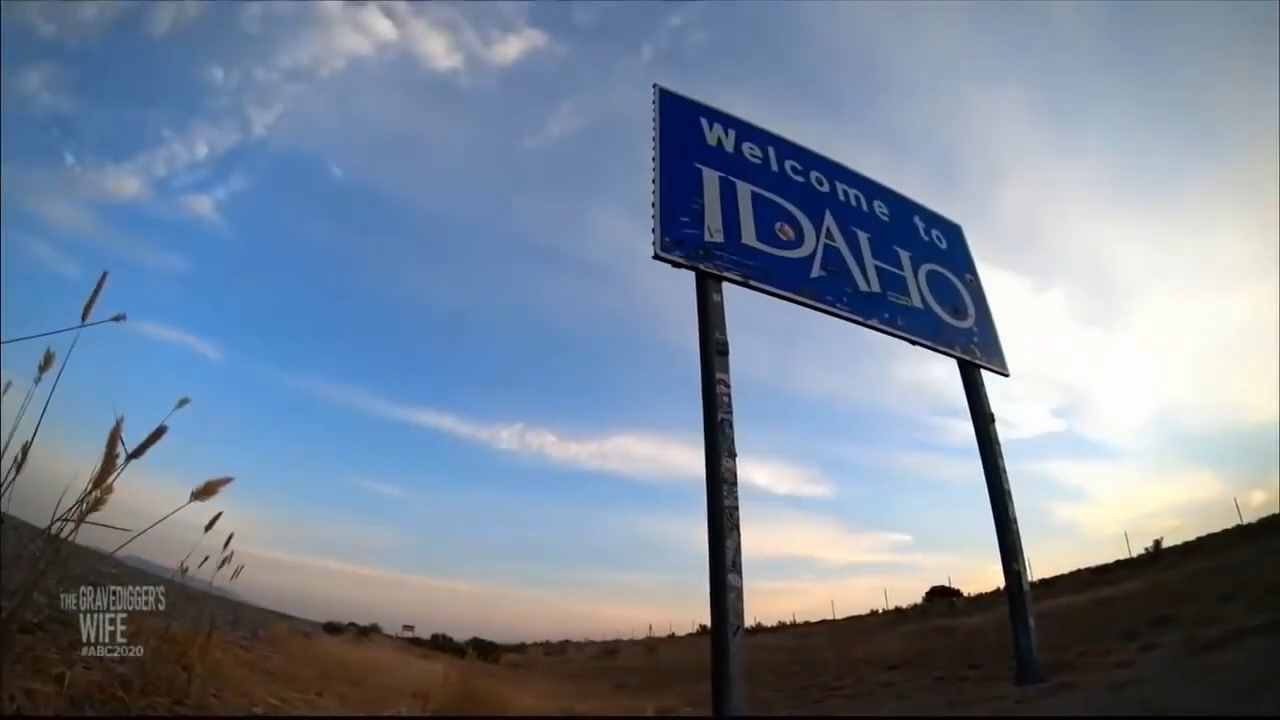 Welcome to
IDAHO
THE GRAVEDIGGER'S
WIFE
#ABC2020